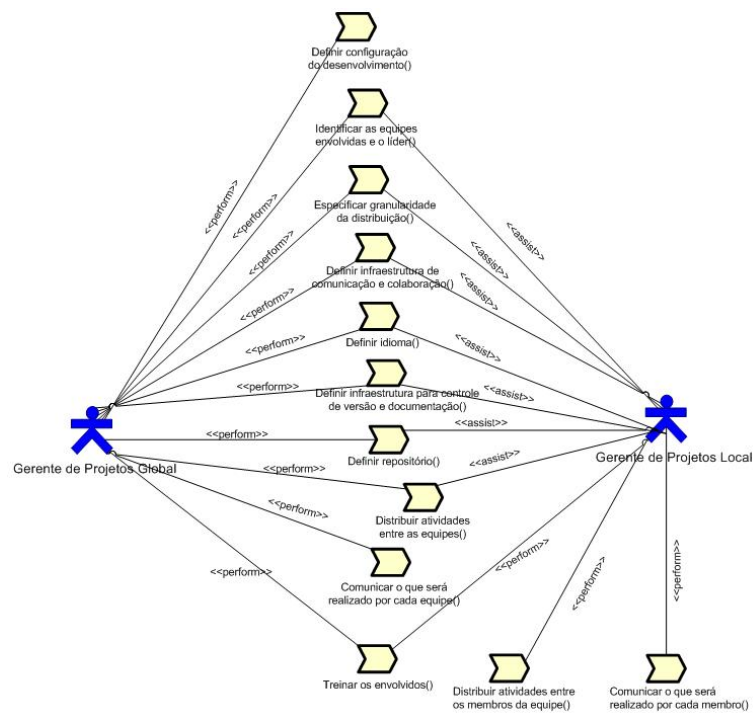 Definir configuração
do desenvolvimento()
Identificar as equipes
envolvidas e o líder()
<<perform>>
<<perform>>
<<assist>>
Especificar granularidade
da distribuição()
<<perform>>
<<assist>>
Definir infraestrutura de
comunicação e colaboração()
<<perform>>
<<assist>>
Definir idioma()
<<perform>>
<<assist>>
Definir infraestrutura para controle
de versão e documentação()
<<perform>>
<<assist>>
Gerente de Projetos Global
Gerente de Projetos Local
<<perform>>
<<assist>>
Definir repositório()
<<perform>>
<<assist>>
Distribuir atividades
entre as equipes()
<<perform>>
Comunicar o que será
realizado por cada equipe()
<<perform>>
<<perform>>
<<perform>>
<<perform>>
Treinar os envolvidos()
Distribuir atividades entre
os membros da equipe()
Comunicar o que será
realizado por cada membro()